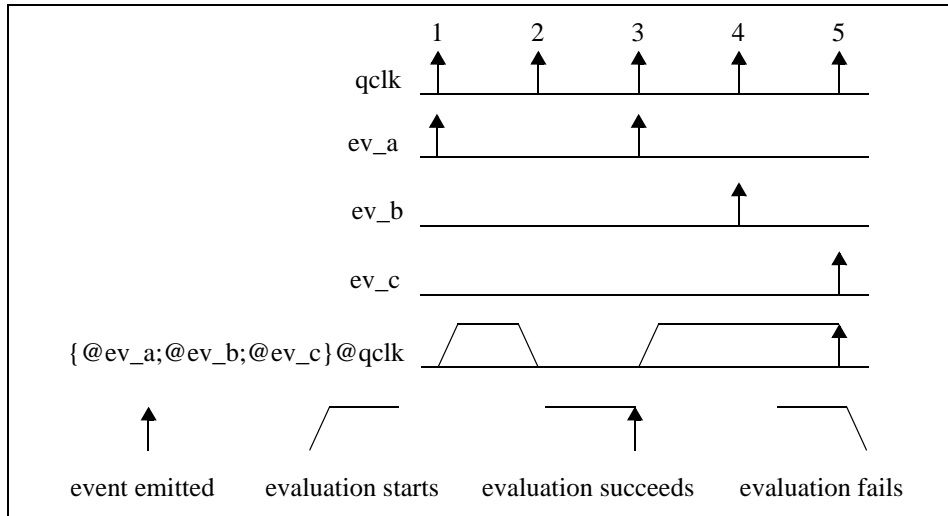 1 2 3 4 5
qclk
ev_a
ev_b
ev_c
{@ev_a;@ev_b;@ev_c}@qclk
event emitted evaluation starts evaluation succeeds evaluation fails